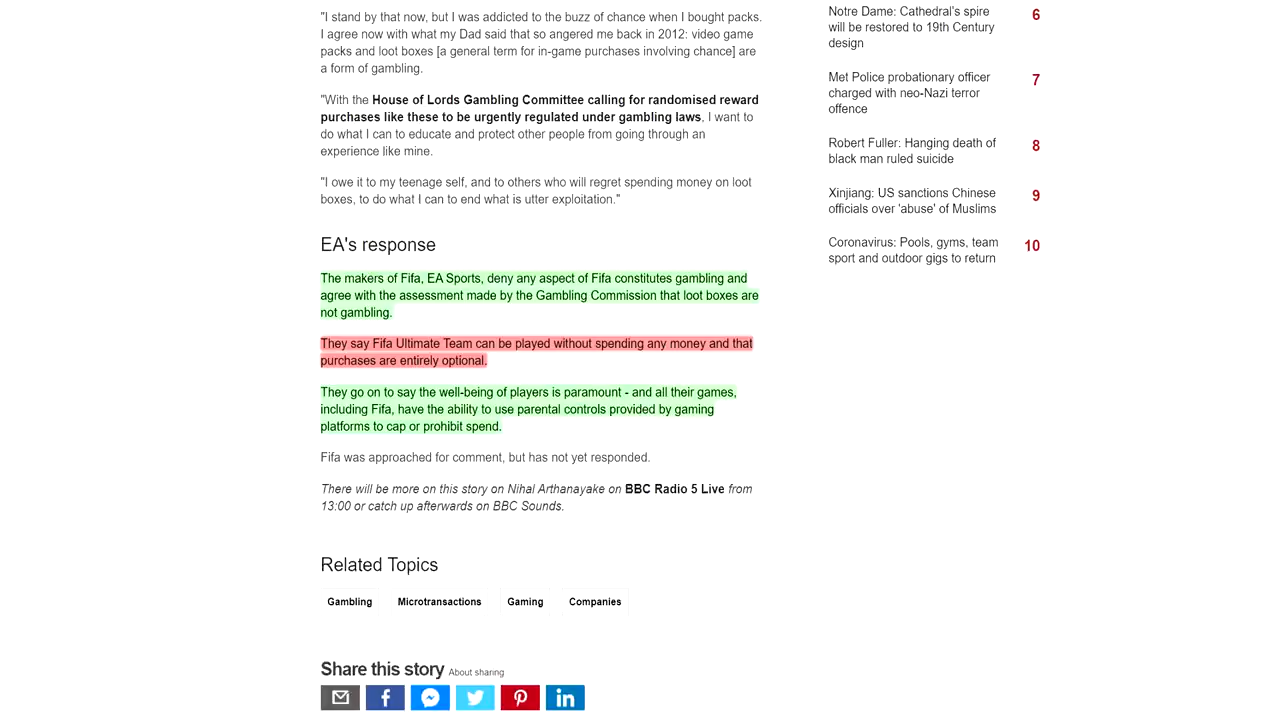 "I stand by that now, but I was addicted to the buzz of chance when I bought packs.
I agree now with what my Dad said that so angered me back in 2012: video game
packs and loot boxes [a general term for in-game purchases involving chance] are
a form of gambling.
"With the House of Lords Gambling Committee calling for randomised reward
purchases like these to be urgently regulated under gambling laws, I want to
do what I can to educate and protect other people from going through an
experience like mine.
"I owe it to my teenage self, and to others who will regret spending money on loot
boxes, to do what I can to end what is utter exploitation."
EA's response
The makers of Fifa, EA Sports, deny any aspect of Fifa constitutes gambling and
agree with the assessment made by the Gambling Commission that loot boxes are
not gambling.
They say Fifa Ultimate Team can be played without spending any money and that
purchases are entirely optional.
They go on to say the well-being of players is paramount - and all their games,
including Fifa, have the ability to use parental controls provided by gaming
platforms to cap or prohibit spend.
Fifa was approached for comment, but has not yet responded.
There will be more on this story on Nihal Arthanayake on BBC Radio 5 Live from
13:00 or catch up afterwards on BBC Sounds.
Related Topics
Gambling Microtransactions Gaming Companies
Share this story About sharing
Notre Dame: Cathedral's spire 6
will be restored to 19th Century
design
Met Police probationary officer 7
charged with neo-Nazi terror
offence
Robert Fuller: Hanging death of 8
black man ruled suicide
Xinjiang: US sanctions Chinese 9
officials over 'abuse' of Muslims
Coronavirus: Pools, gyms, team 10
sport and outdoor gigs to return